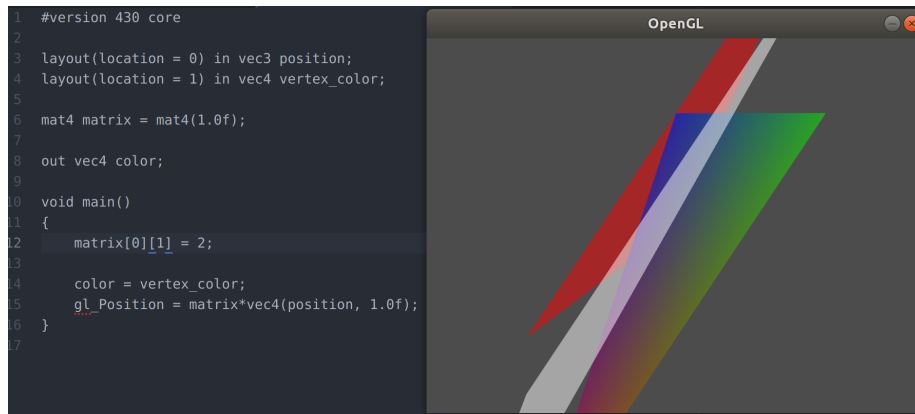 1 #version 430 core
2
3 layout(location = 0) in vec3 position;
4 layout(location = 1) in vec4 vertex_color;
5
6 mat4 matrix = mat4(1.0f);
7
8 out vec4 color;
9
10 void main()
11 {
12 matrix[0][1] = 2;
13
14 color = vertex_color;
15 gl_Position = matrix*vec4(position, 1.0f);
16 }
17
OpenGL